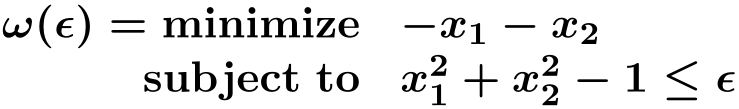 ω(ϵ) = minimize −x₁ − x₂
subject to x₁² + x₂² − 1 ≤ ϵ